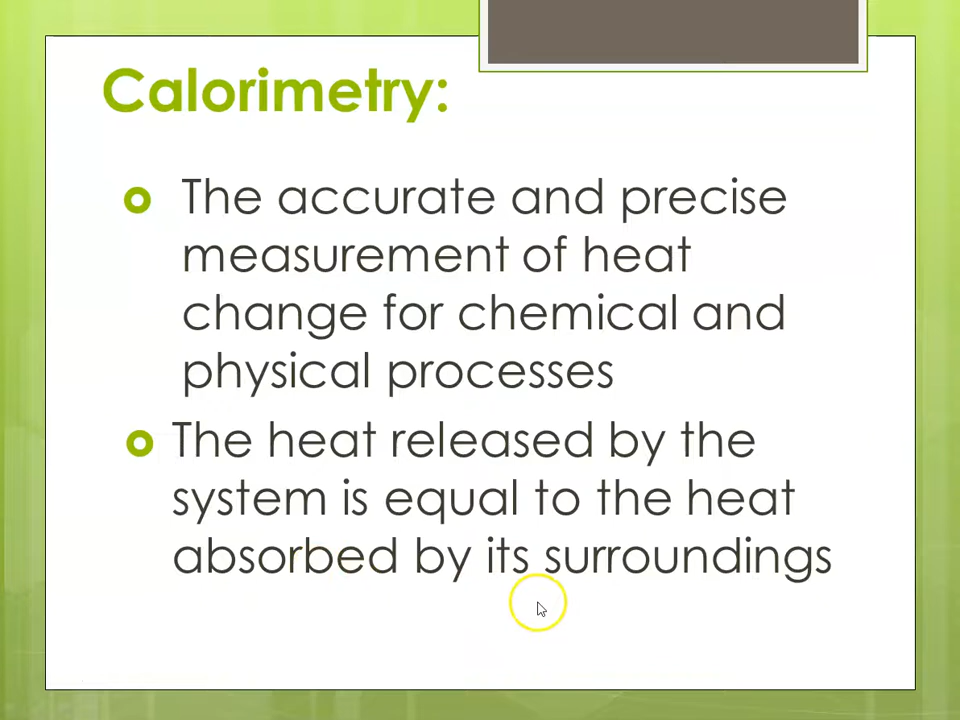 Calorimetry:
The accurate and precise
measurement of heat
change for chemical and
physical processes
The heat released by the
system is equal to the heat
absorbed by its surroundings